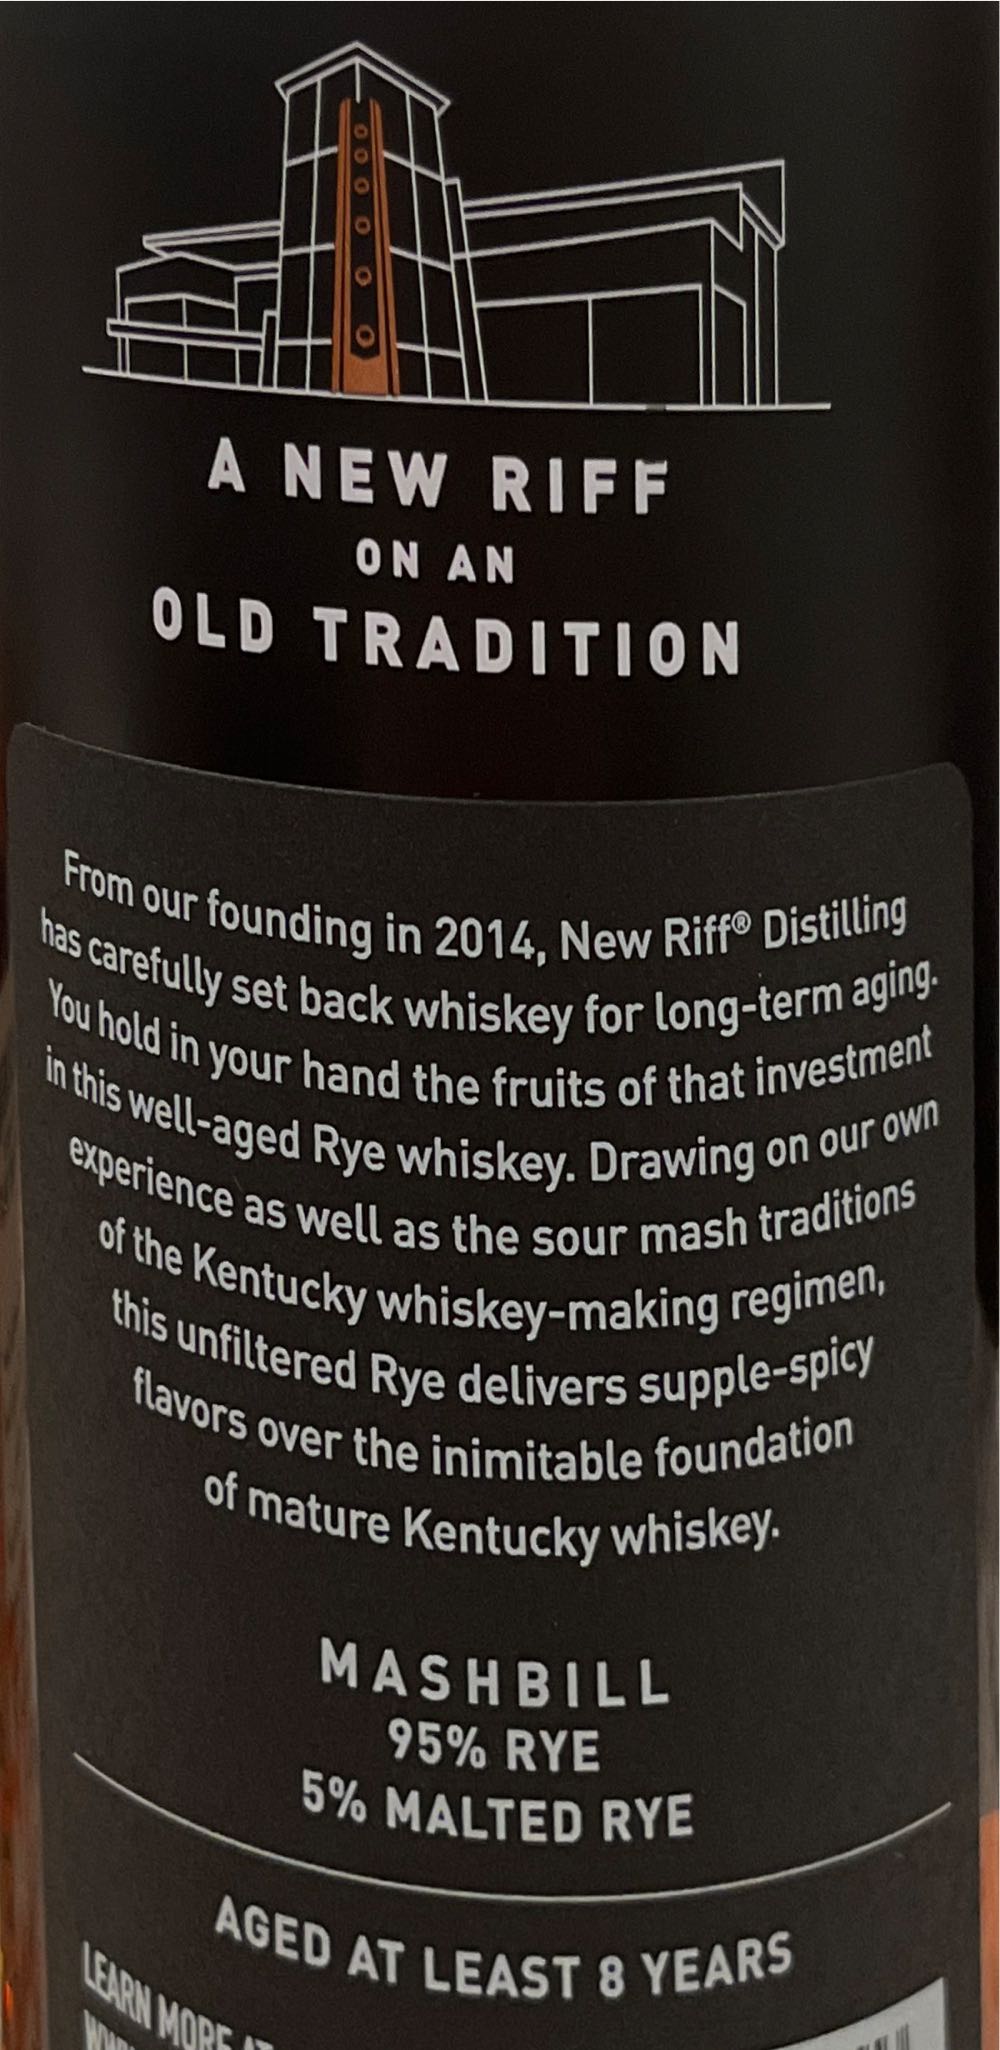 A NEW RIFF
ON AN
OLD TRADITION
From our founding in 2014, New Riff® Distilling
has carefully set back whiskey for long-term aging.
You hold in your hand the fruits of that investment
in this well-aged Rye whiskey. Drawing on our own
experience as well as the sour mash traditions
of the Kentucky whiskey-making regimen,
this unfiltered Rye delivers supple-spicy
flavors over the inimitable foundation
of mature Kentucky whiskey.
MASHBILL
95% RYE
5% MALTED RYE
AGED AT LEAST 8 YEARS
LEARN MORE AT